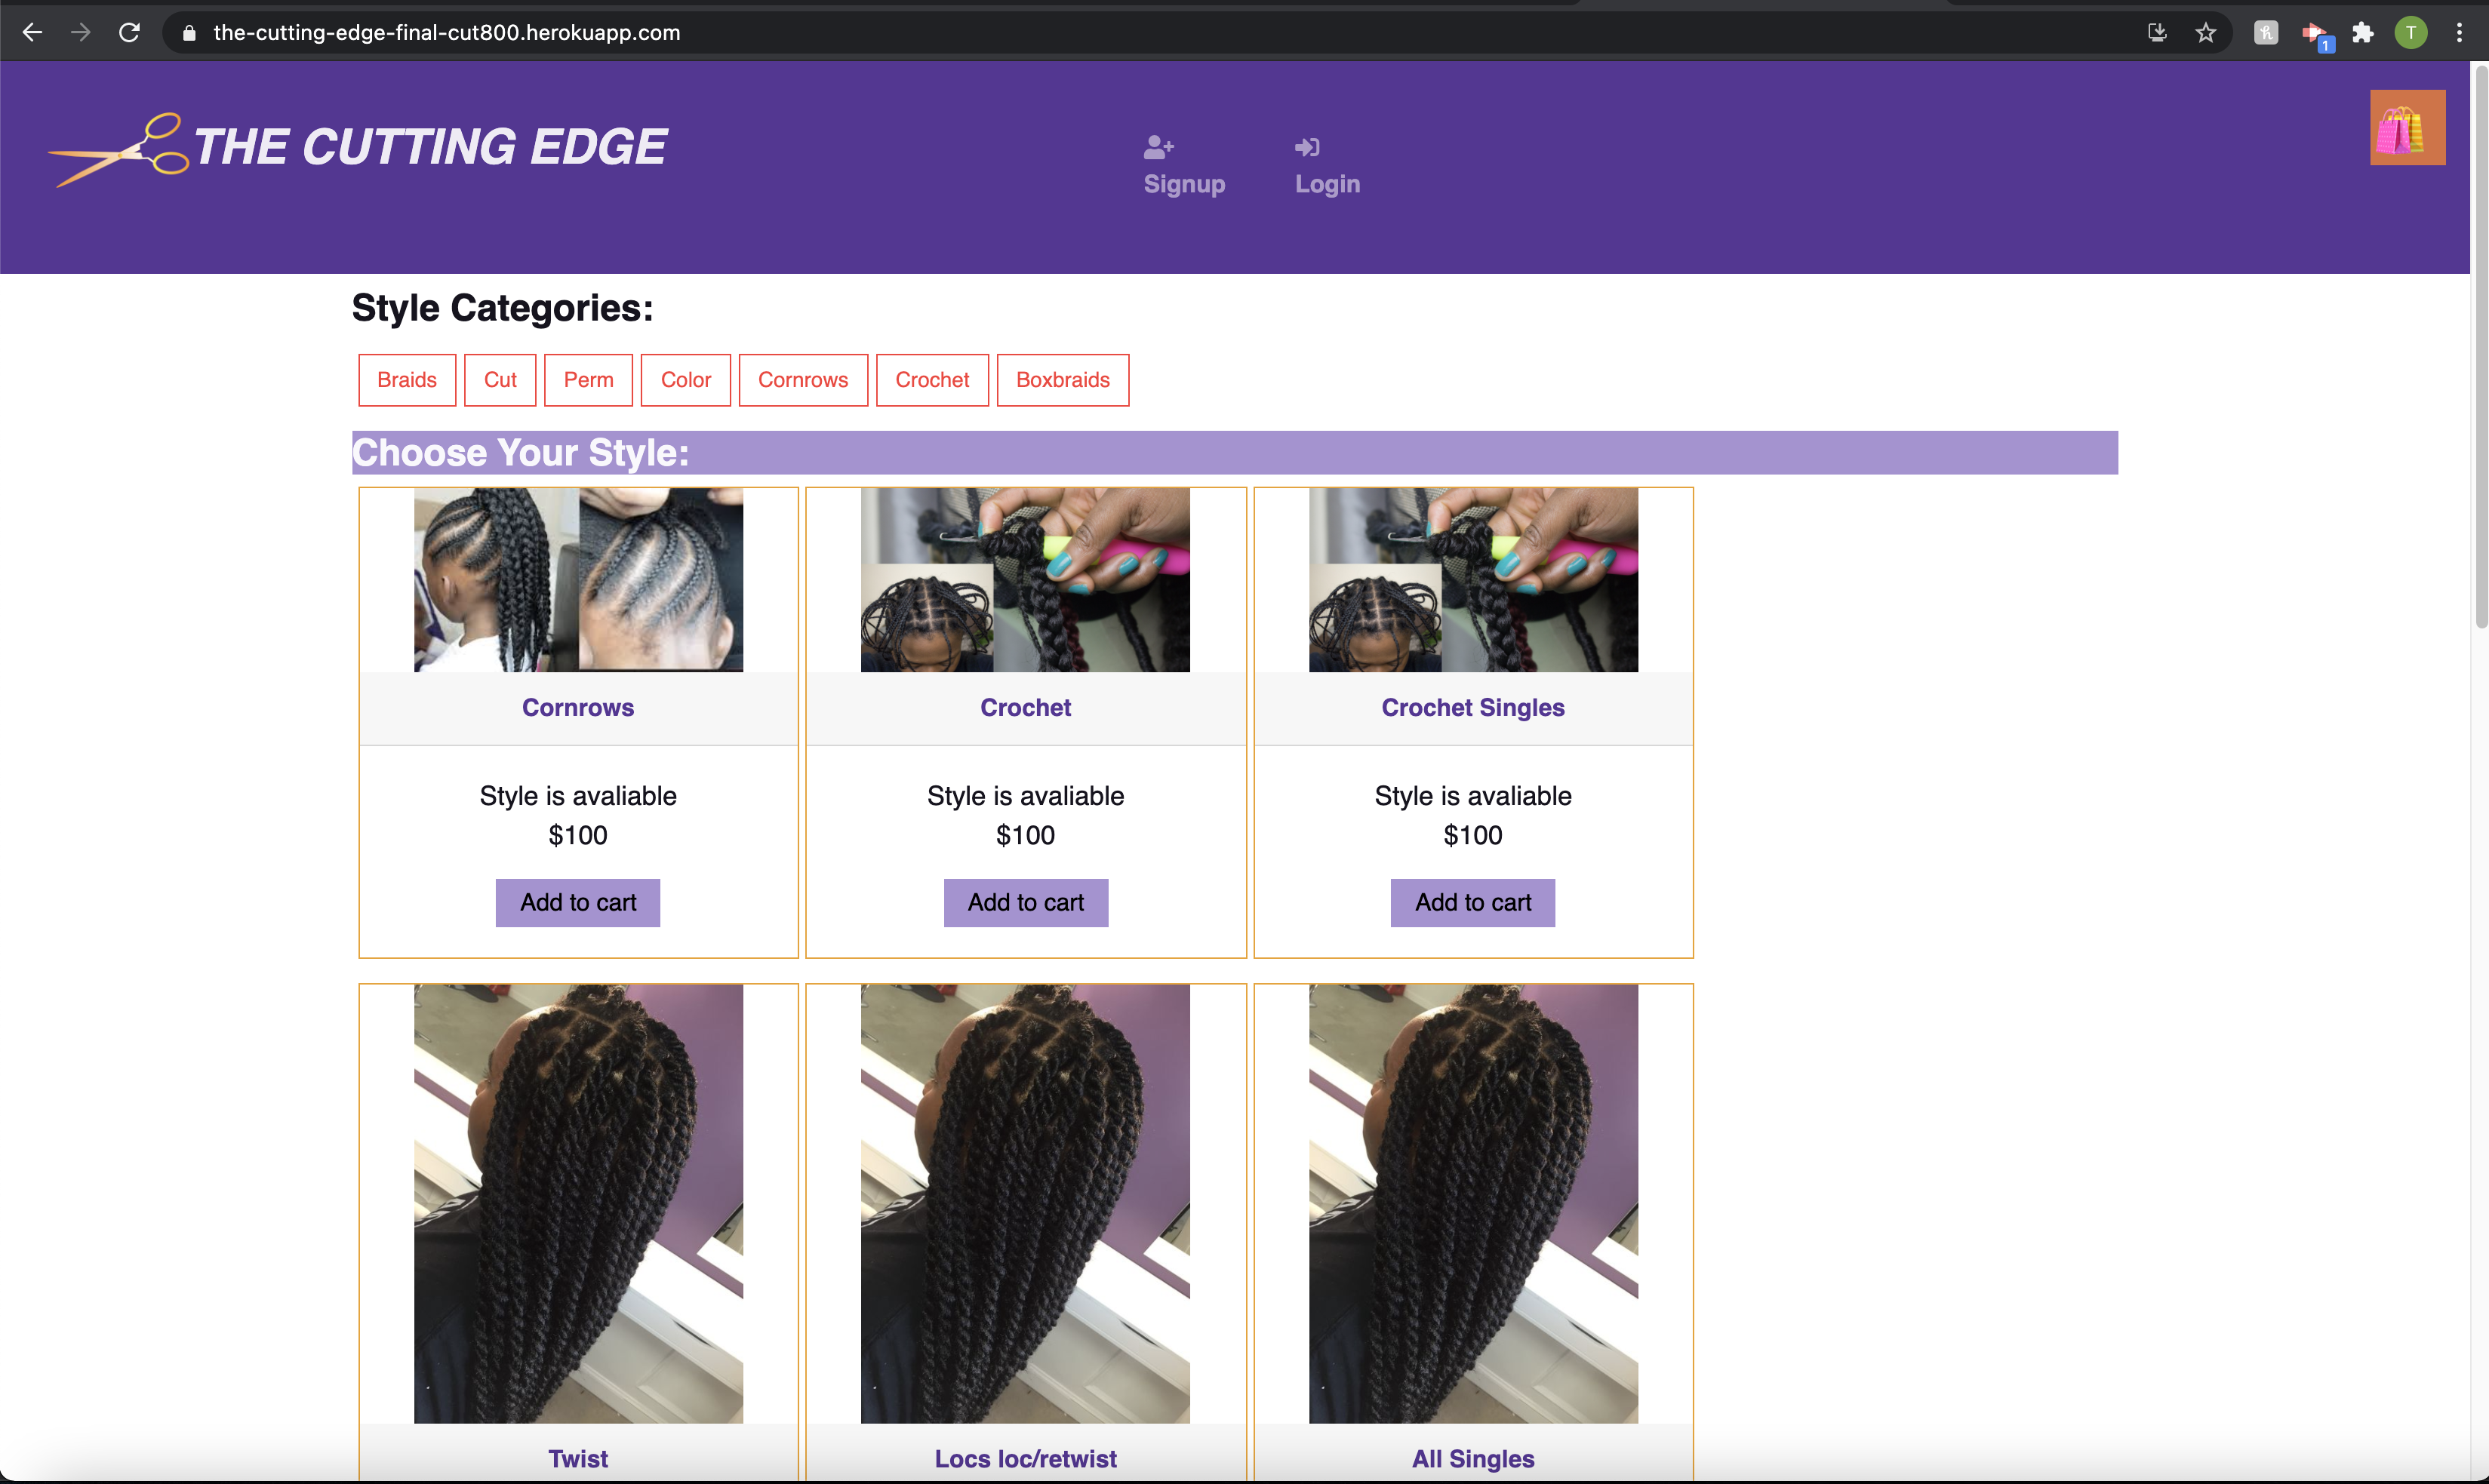 the-cutting-edge-final-cut800.herokuapp.com
1
T
THE CUTTING EDGE
Signup
Login
Style Categories:
Braids
Cut
Perm
Color
Cornrows
Crochet
Boxbraids
Choose Your Style:
Cornrows
Style is avaliable
$100
Add to cart
Crochet
Style is avaliable
$100
Add to cart
Crochet Singles
Style is avaliable
$100
Add to cart
Twist
Locs loc/retwist
All Singles